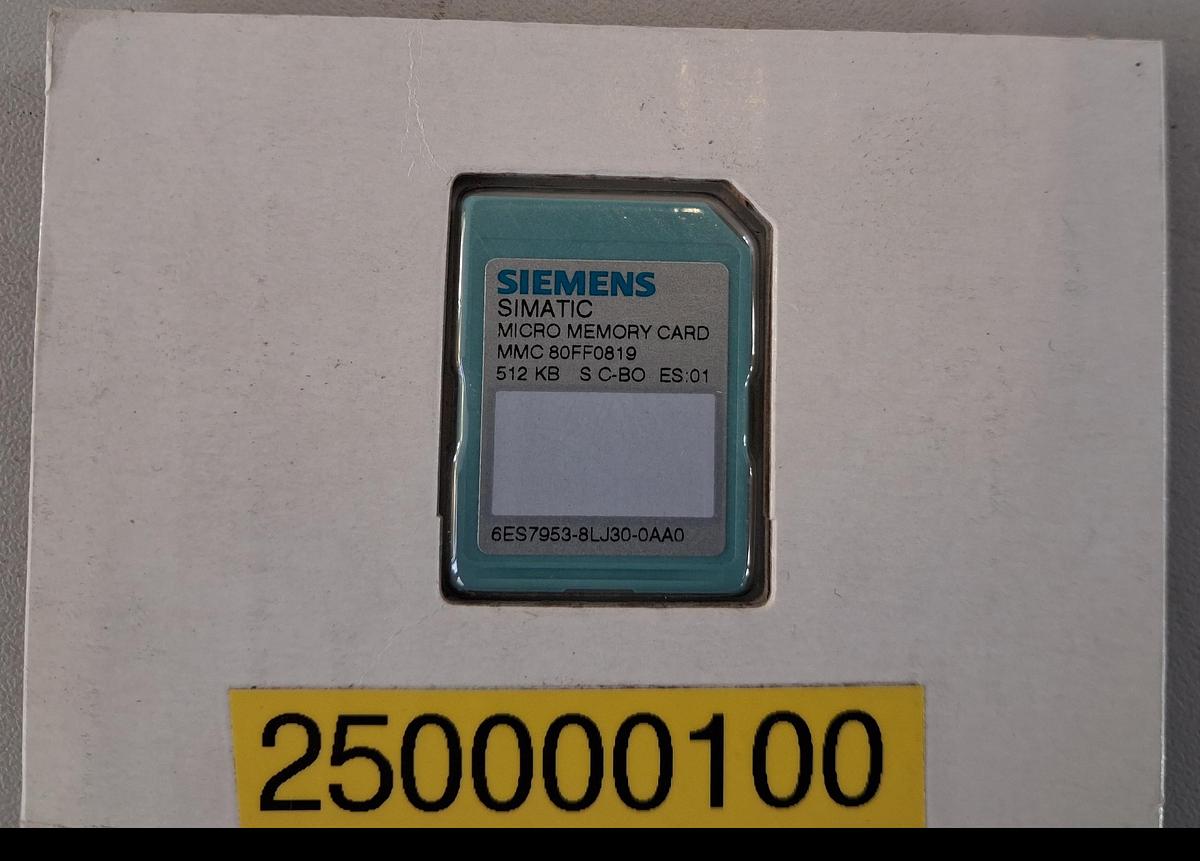 SIEMENS
SIMATIC
MICRO MEMORY CARD
MMC 80FF0819
512 KB S C-BO ES:01
6ES7953-8LJ30-0AA0
250000100